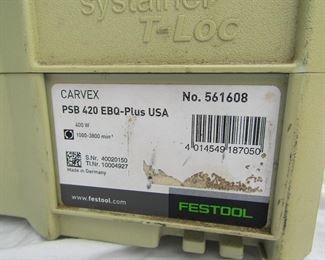 systainer
T-Loc
CARVEX
PSB 420 EBQ-Plus USA
No. 561608
400 W
1000-3800 min⁻¹
S.Nr. 40020150
TI.Nr. 10004927
Made in Germany
4 014549 187050
www.festool.com
FESTOOL